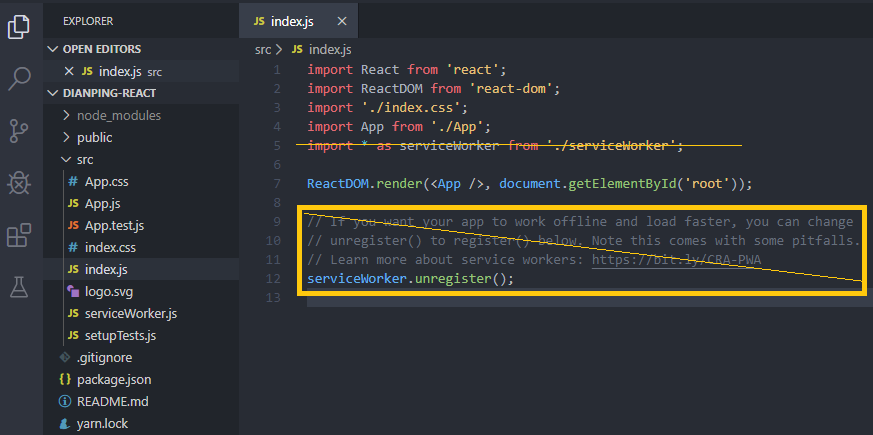 EXPLORER
OPEN EDITORS
index.js src
DIANPING-REACT
node_modules
public
src
# App.css
JS App.js
JS App.test.js
# index.css
JS index.js
logo.svg
JS serviceWorker.js
JS setupTests.js
.gitignore
{} package.json
README.md
yarn.lock
JS index.js
src > JS index.js
1 import React from 'react';
2 import ReactDOM from 'react-dom';
3 import './index.css';
4 import App from './App';
5 import * as serviceWorker from './serviceWorker';
6
7 ReactDOM.render(<App />, document.getElementById('root'));
8
9 // If you want your app to work offline and load faster, you can change
10 // unregister() to register() below. Note this comes with some pitfalls.
11 // Learn more about service workers: https://bit.ly/CRA-PWA
12 serviceWorker.unregister();
13